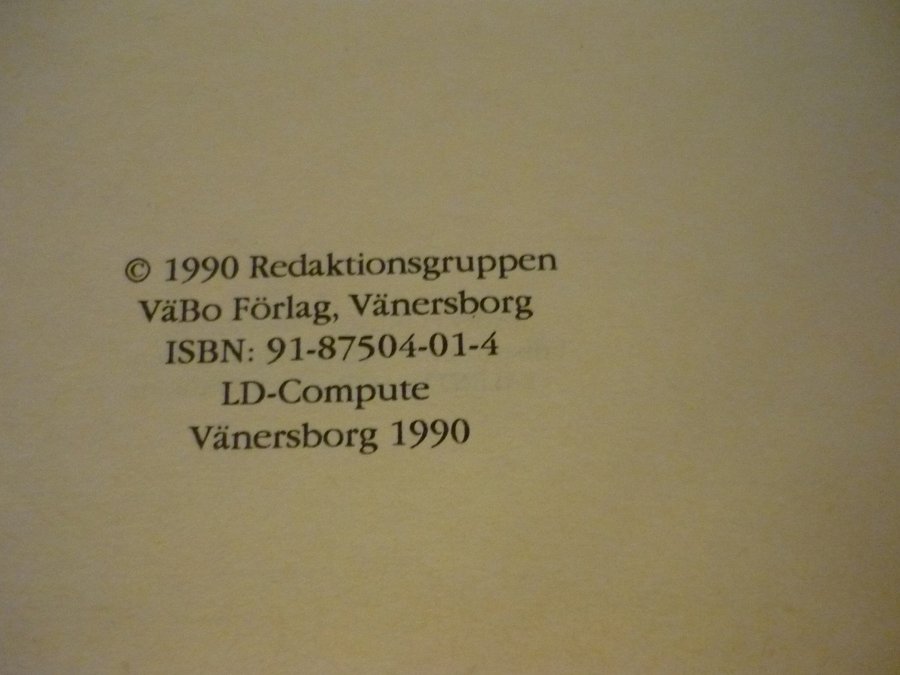 © 1990 Redaktionsgruppen
VäBo Förlag, Vänersborg
ISBN: 91-87504-01-4
LD-Compute
Vänersborg 1990